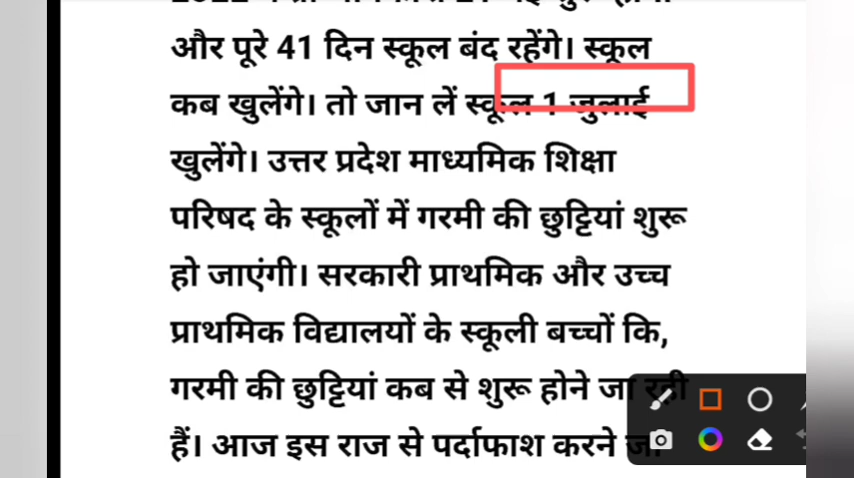 और पूरे 41 दिन स्कूल बंद रहेंगे। स्कूल
कब खुलेंगे। तो जान लें स्कूल 1 जुलाई
खुलेंगे। उत्तर प्रदेश माध्यमिक शिक्षा
परिषद के स्कूलों में गरमी की छुट्टियां शुरू
हो जाएंगी। सरकारी प्राथमिक और उच्च
प्राथमिक विद्यालयों के स्कूली बच्चों कि,
गरमी की छुट्टियां कब से शुरू होने जा रही
हैं। आज इस राज से पर्दाफाश करने जा